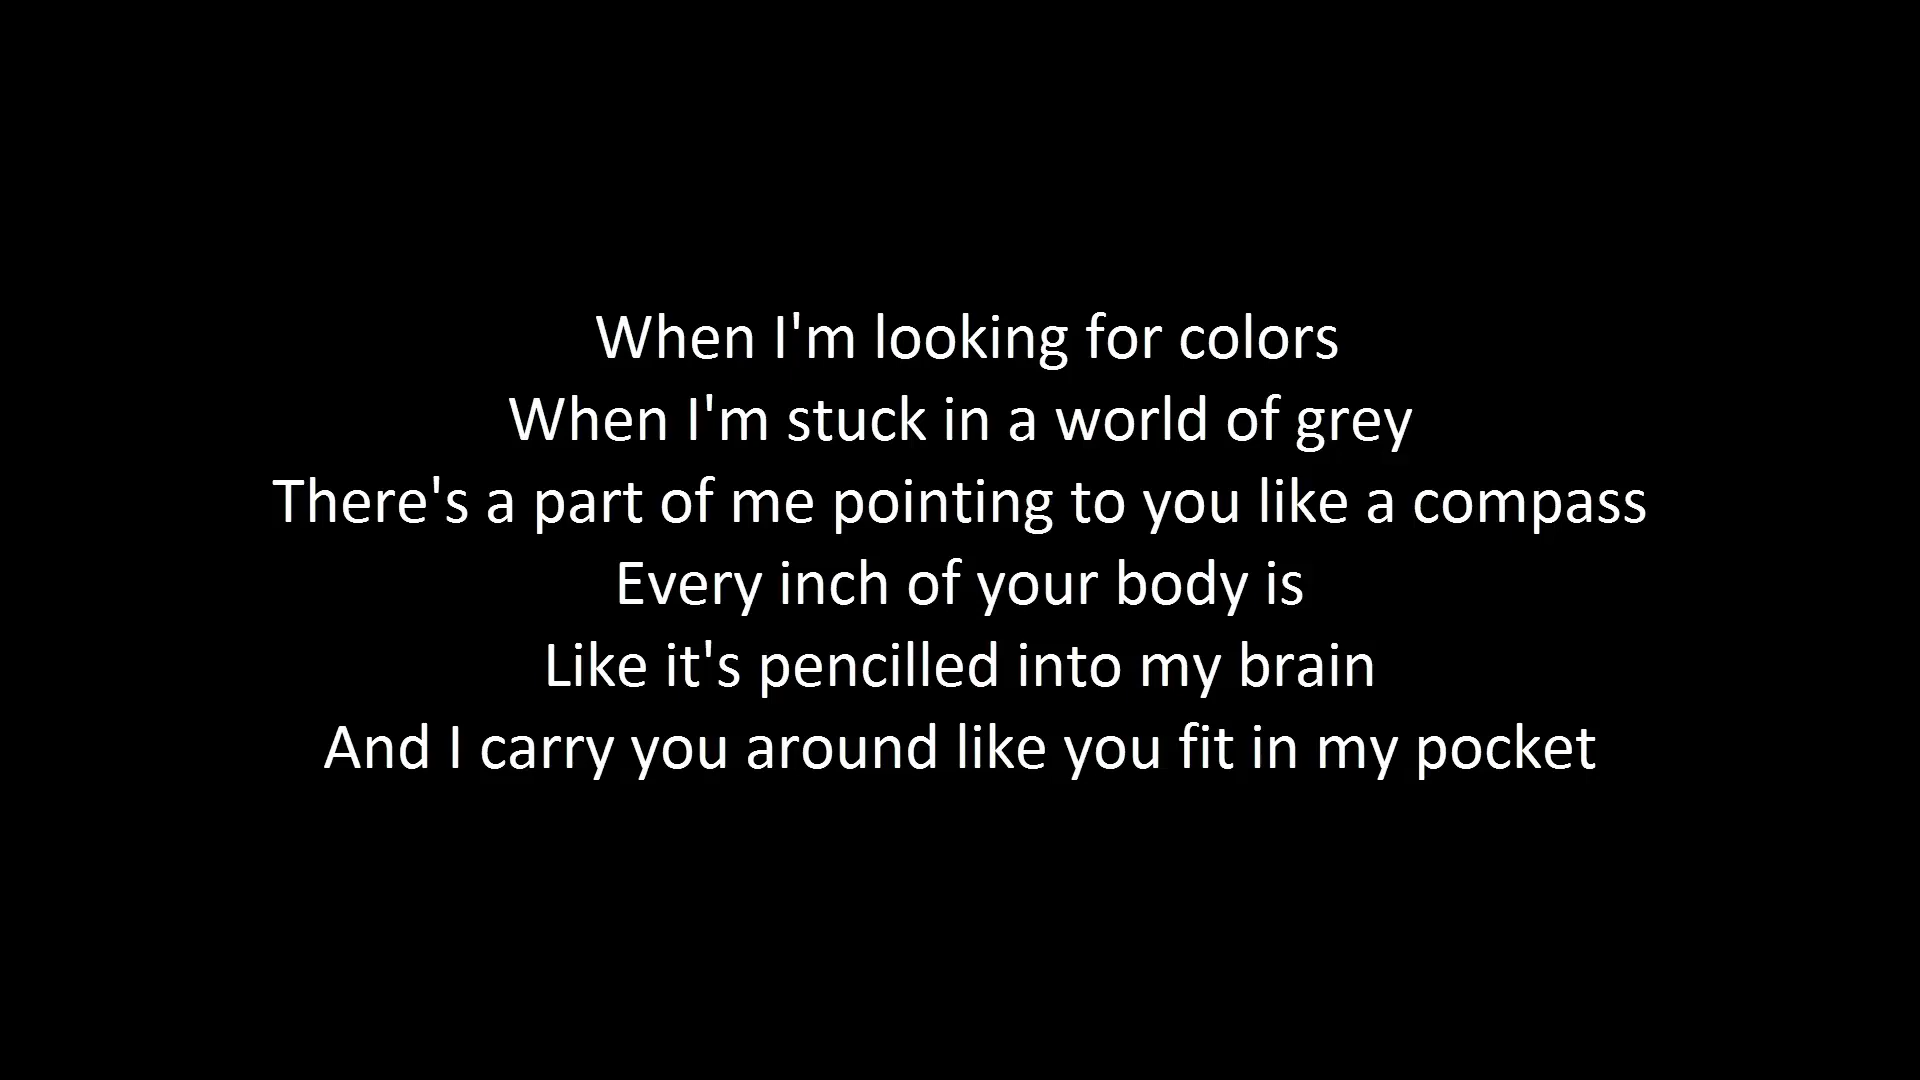 When I'm looking for colors
When I'm stuck in a world of grey
There's a part of me pointing to you like a compass
Every inch of your body is
Like it's pencilled into my brain
And I carry you around like you fit in my pocket